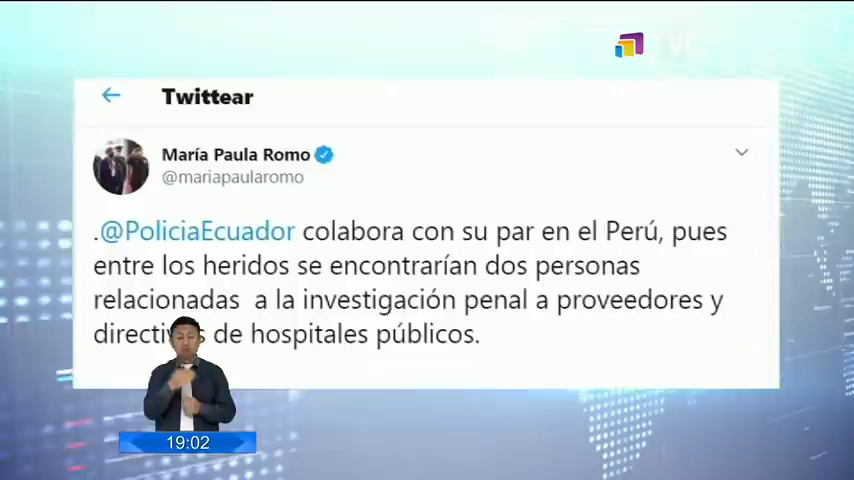 TVC
Twittear
María Paula Romo
@mariapaularomo
.@PoliciaEcuador colabora con su par en el Perú, pues
entre los heridos se encontrarían dos personas
relacionadas a la investigación penal a proveedores y
de hospitales públicos.
19:02